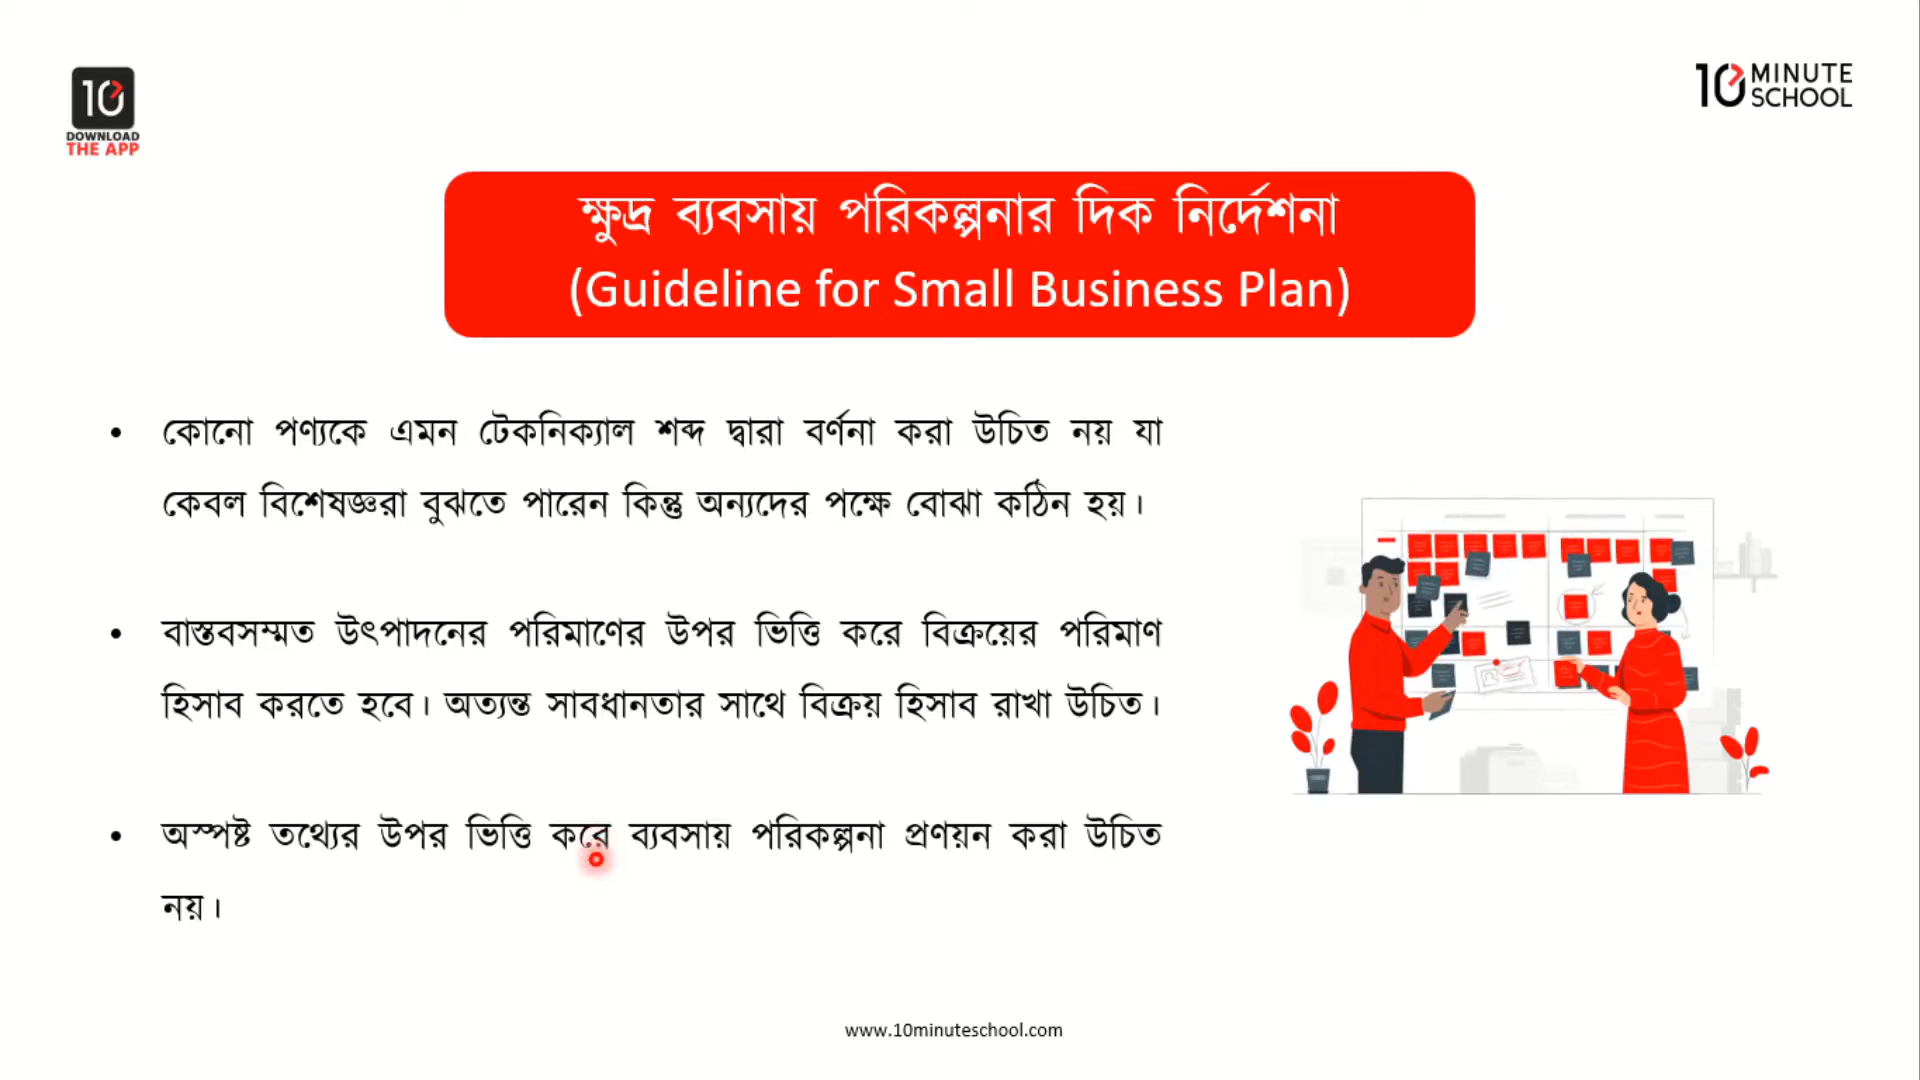 10
DOWNLOAD
THE APP
10 MINUTE
SCHOOL
ক্ষুদ্র ব্যবসায় পরিকল্পনার দিক নির্দেশনা
(Guideline for Small Business Plan)
• কোনো পণ্যকে এমন টেকনিক্যাল শব্দ দ্বারা বর্ণনা করা উচিত নয় যা
কেবল বিশেষজ্ঞরা বুঝতে পারেন কিন্তু অন্যদের পক্ষে বোঝা কঠিন হয়।
• বাস্তবসম্মত উৎপাদনের পরিমাণের উপর ভিত্তি করে বিক্রয়ের পরিমাণ
হিসাব করতে হবে। অত্যন্ত সাবধানতার সাথে বিক্রয় হিসাব রাখা উচিত।
• অস্পষ্ট তথ্যের উপর ভিত্তি করে ব্যবসায় পরিকল্পনা প্রণয়ন করা উচিত
নয়।
www.10minuteschool.com